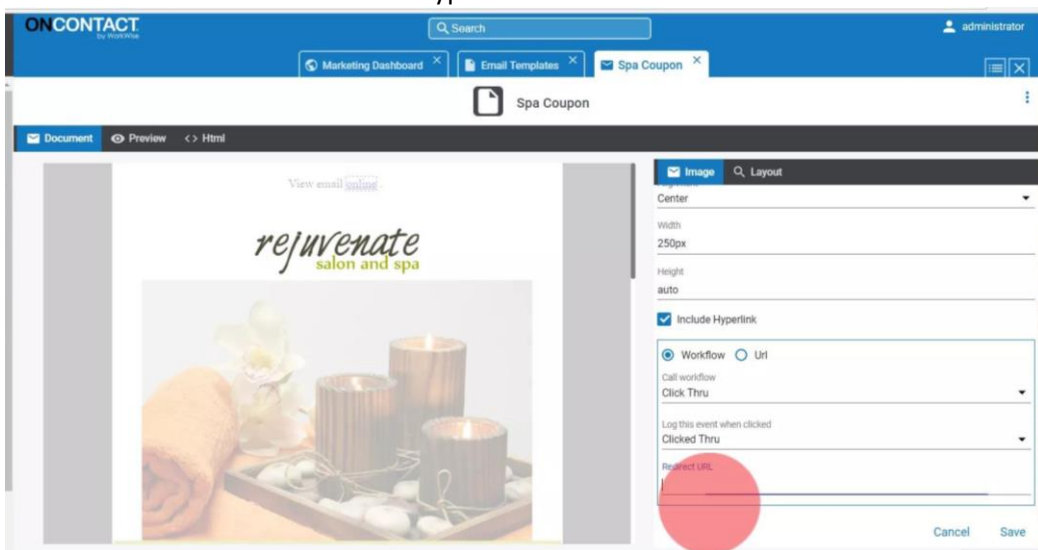 ONCONTACT
by WorkWise
Search
administrator
Marketing Dashboard
Email Templates
Spa Coupon
Spa Coupon
Document
Preview
<> Html
View email online.
rejuvenate
salon and spa
Image
Layout
Center
Width
250px
Height
auto
Include Hyperlink
Workflow
Url
Call workflow
Click Thru
Log this event when clicked
Clicked Thru
Redirect URL
Cancel
Save